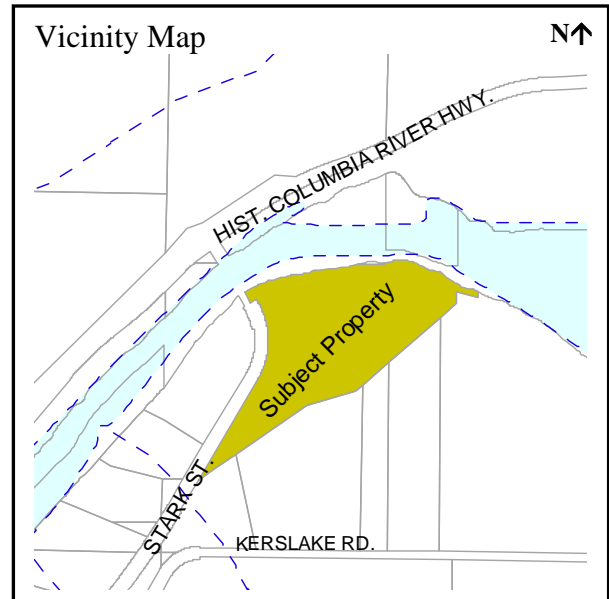 Vicinity Map
N↑
HIST. COLUMBIA RIVER HWY.
Subject Property
STARK ST.
KERSLAKE RD.